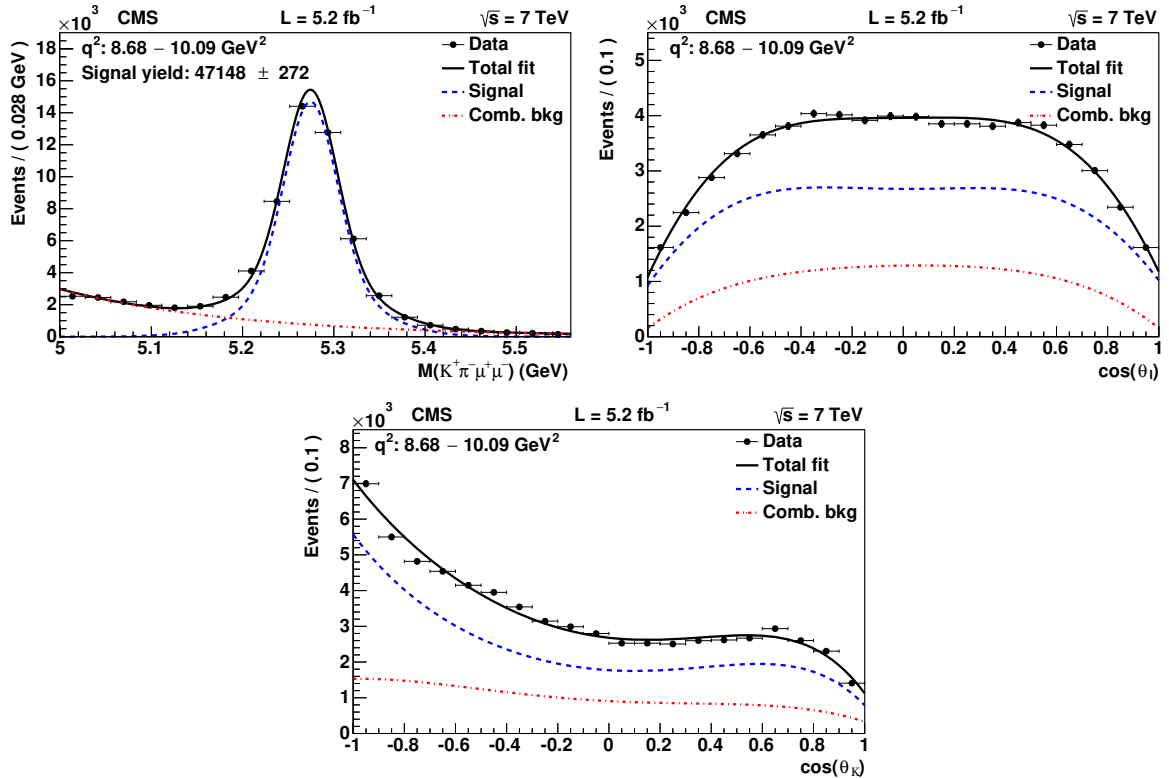 ×10³ CMS L = 5.2 fb⁻¹ √s = 7 TeV
q²: 8.68 − 10.09 GeV²
Signal yield: 47148 ± 272
Data
Total fit
Signal
Comb. bkg
Events / ( 0.028 GeV)
18
16
14
12
10
8
6
4
2
0
5 5.1 5.2 5.3 5.4 5.5
M(K⁺π⁻μ⁺μ⁻) (GeV)
×10³ CMS L = 5.2 fb⁻¹ √s = 7 TeV
q²: 8.68 − 10.09 GeV²
Data
Total fit
Signal
Comb. bkg
Events / ( 0.1 )
5
4
3
2
1
0
-1 -0.8 -0.6 -0.4 -0.2 0 0.2 0.4 0.6 0.8 1
cos(θₗ)
×10³ CMS L = 5.2 fb⁻¹ √s = 7 TeV
q²: 8.68 − 10.09 GeV²
Data
Total fit
Signal
Comb. bkg
Events / ( 0.1 )
8
7
6
5
4
3
2
1
0
-1 -0.8 -0.6 -0.4 -0.2 0 0.2 0.4 0.6 0.8 1
cos(θ_K)